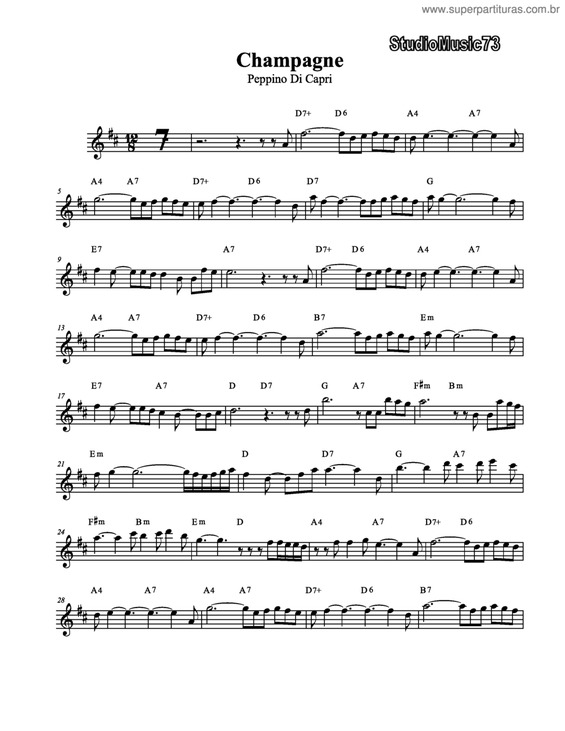 www.superpartituras.com.br
StudioMusic73
Champagne
Peppino Di Capri
D7+ D6 A4 A7
12/8 7
A4 A7 D7+ D6 D7 G
5
E7 A7 D7+ D6 A4 A7
9
A4 A7 D7+ D6 B7 Em
13
E7 A7 D D7 G A7 F#m Bm
17
Em D D7 G A7
21
F#m Bm Em D A4 A7 D7+ D6
24
A4 A7 D7+ D6 B7
28